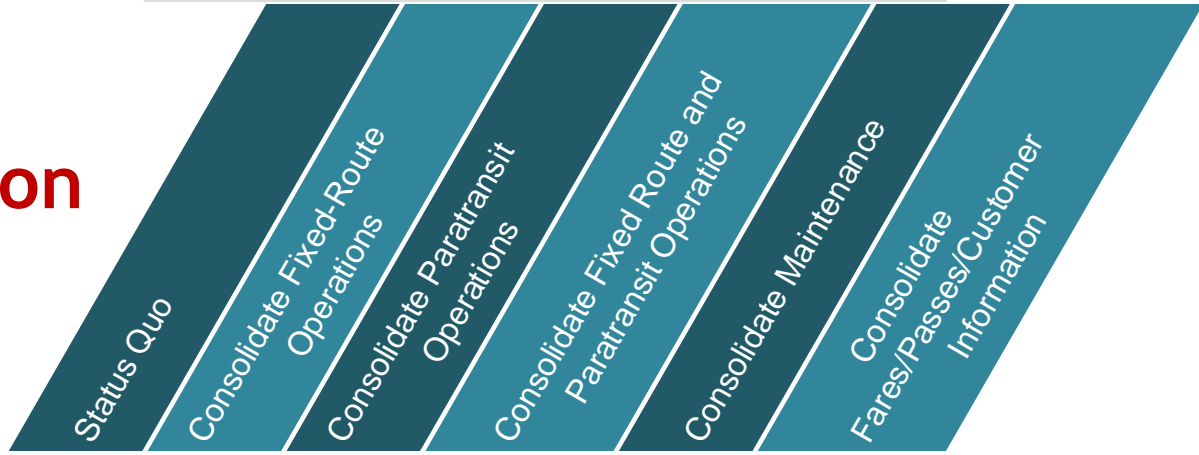 on
Status Quo
Consolidate Fixed-Route
Operations
Consolidate Paratransit
Operations
Consolidate Fixed Route and
Paratransit Operations
Consolidate Maintenance
Consolidate
Fares/Passes/Customer
Information